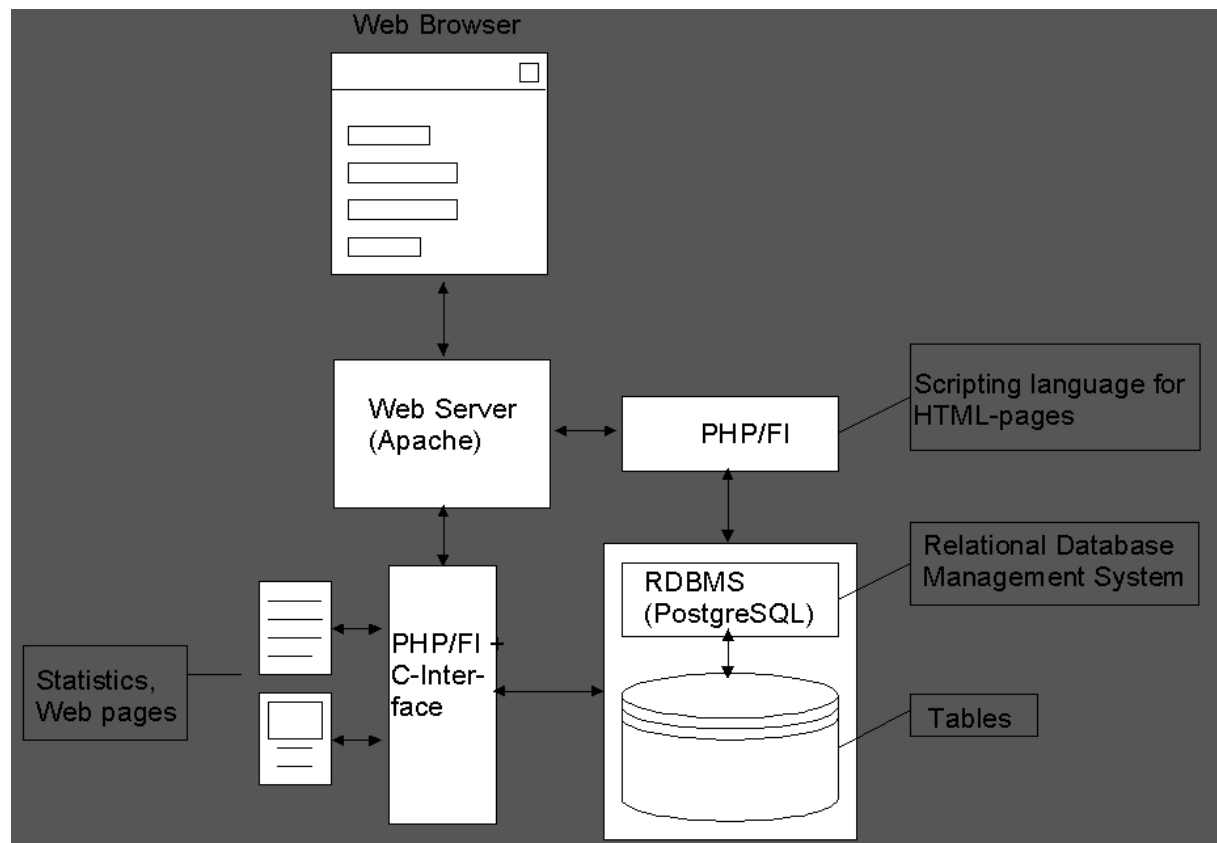 Web Browser
Web Server
(Apache)
PHP/FI
Scripting language for
HTML-pages
RDBMS
(PostgreSQL)
Relational Database
Management System
PHP/FI +
C-Inter-
face
Statistics,
Web pages
Tables